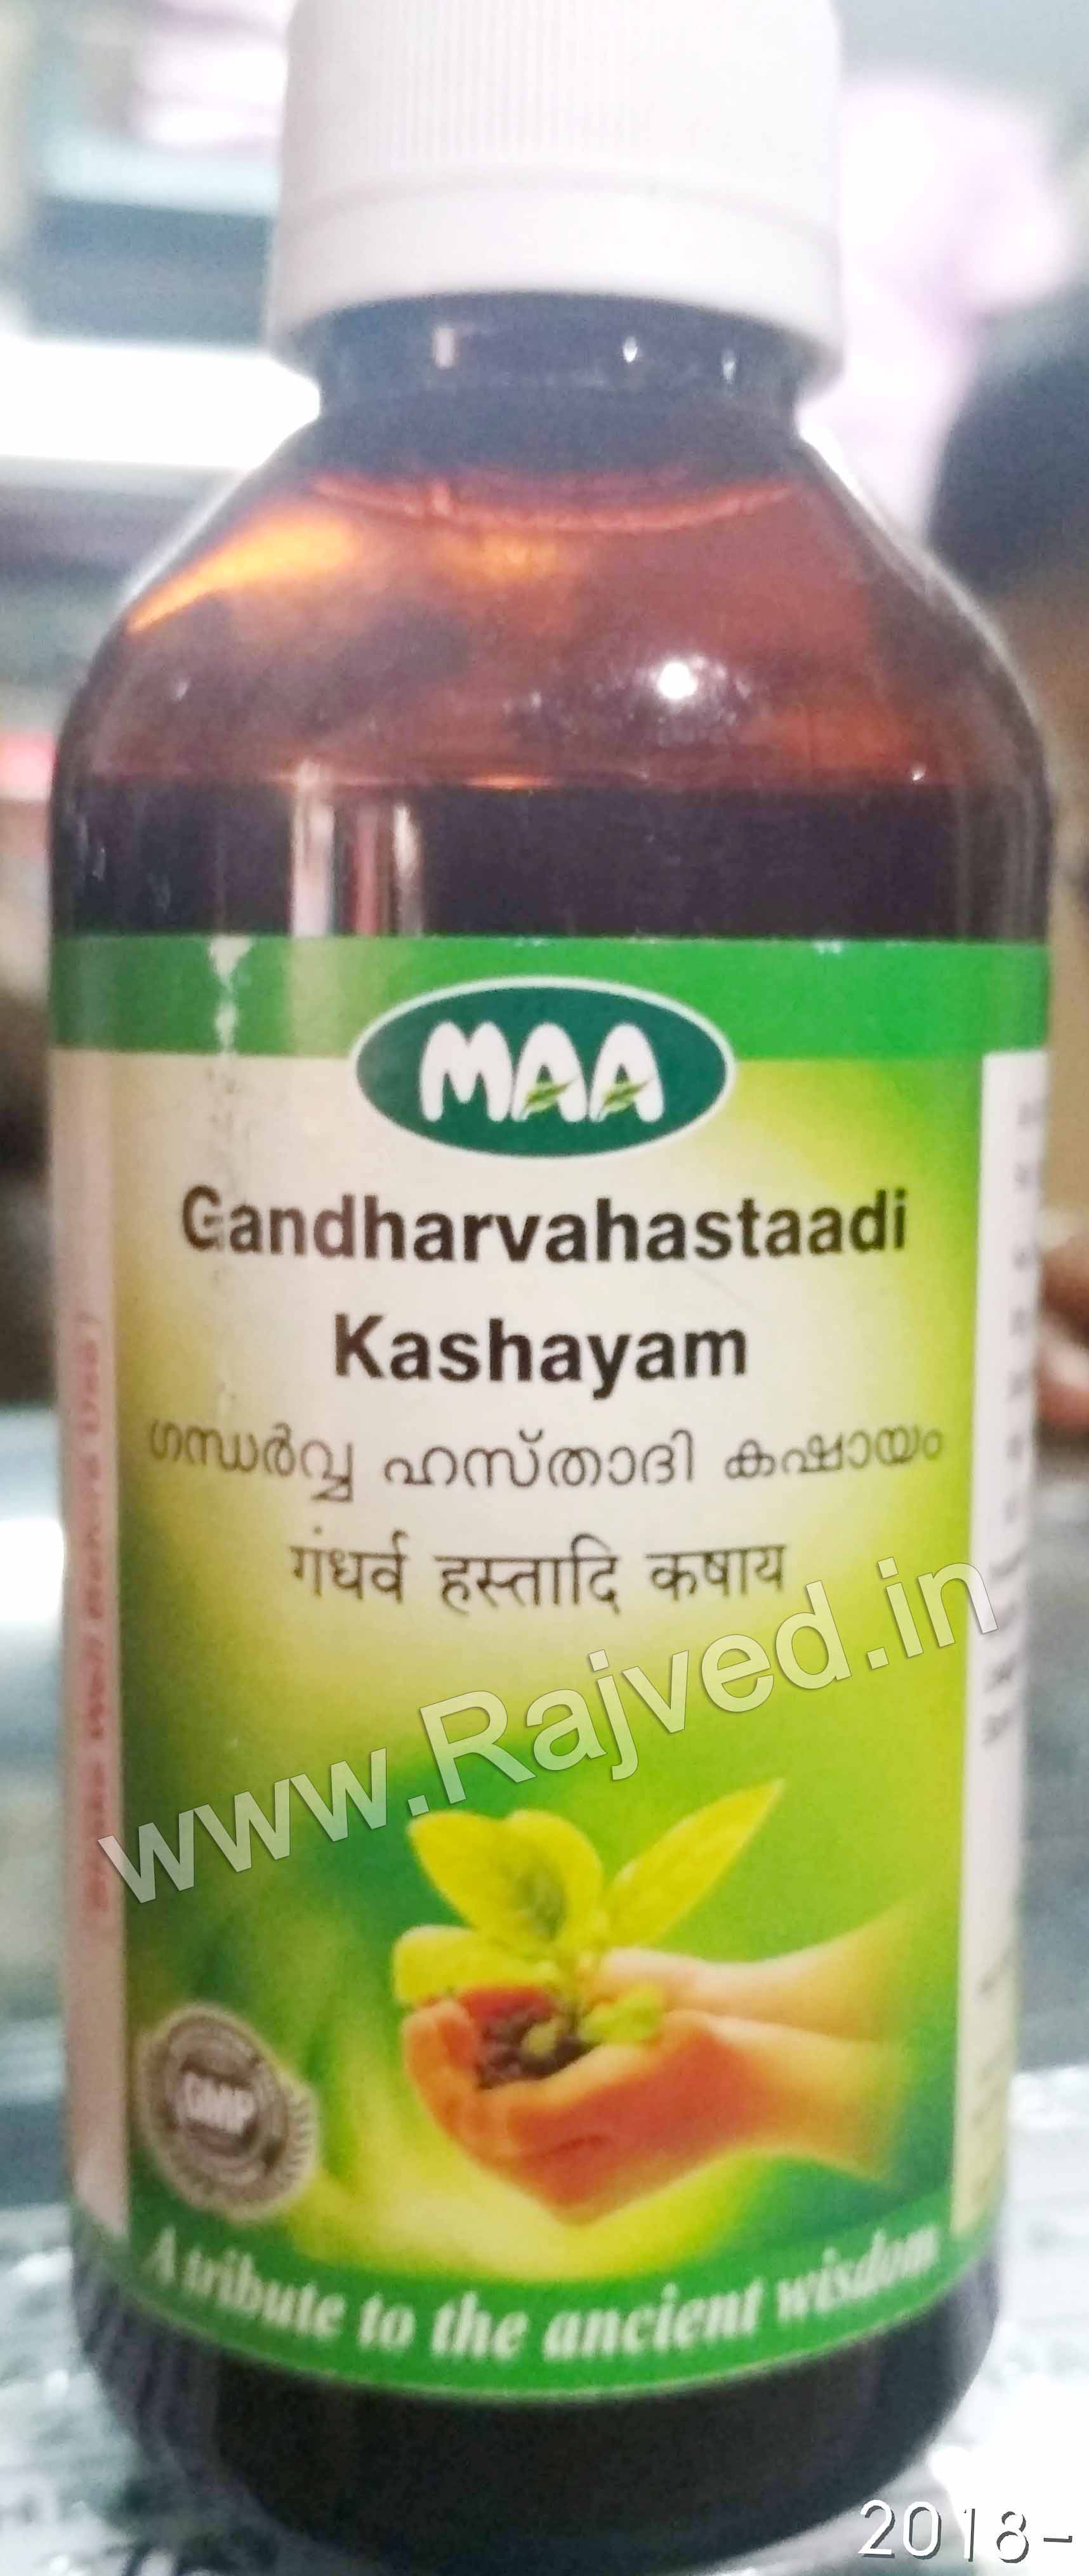 MAA
Gandharvahastaadi
Kashayam
ഗന്ധർവ്വ ഹസ്താദി കഷായം
गंधर्व हस्तादि कषाय
www.Rajved.in
GMP
A tribute to the ancient wisdom
2018-